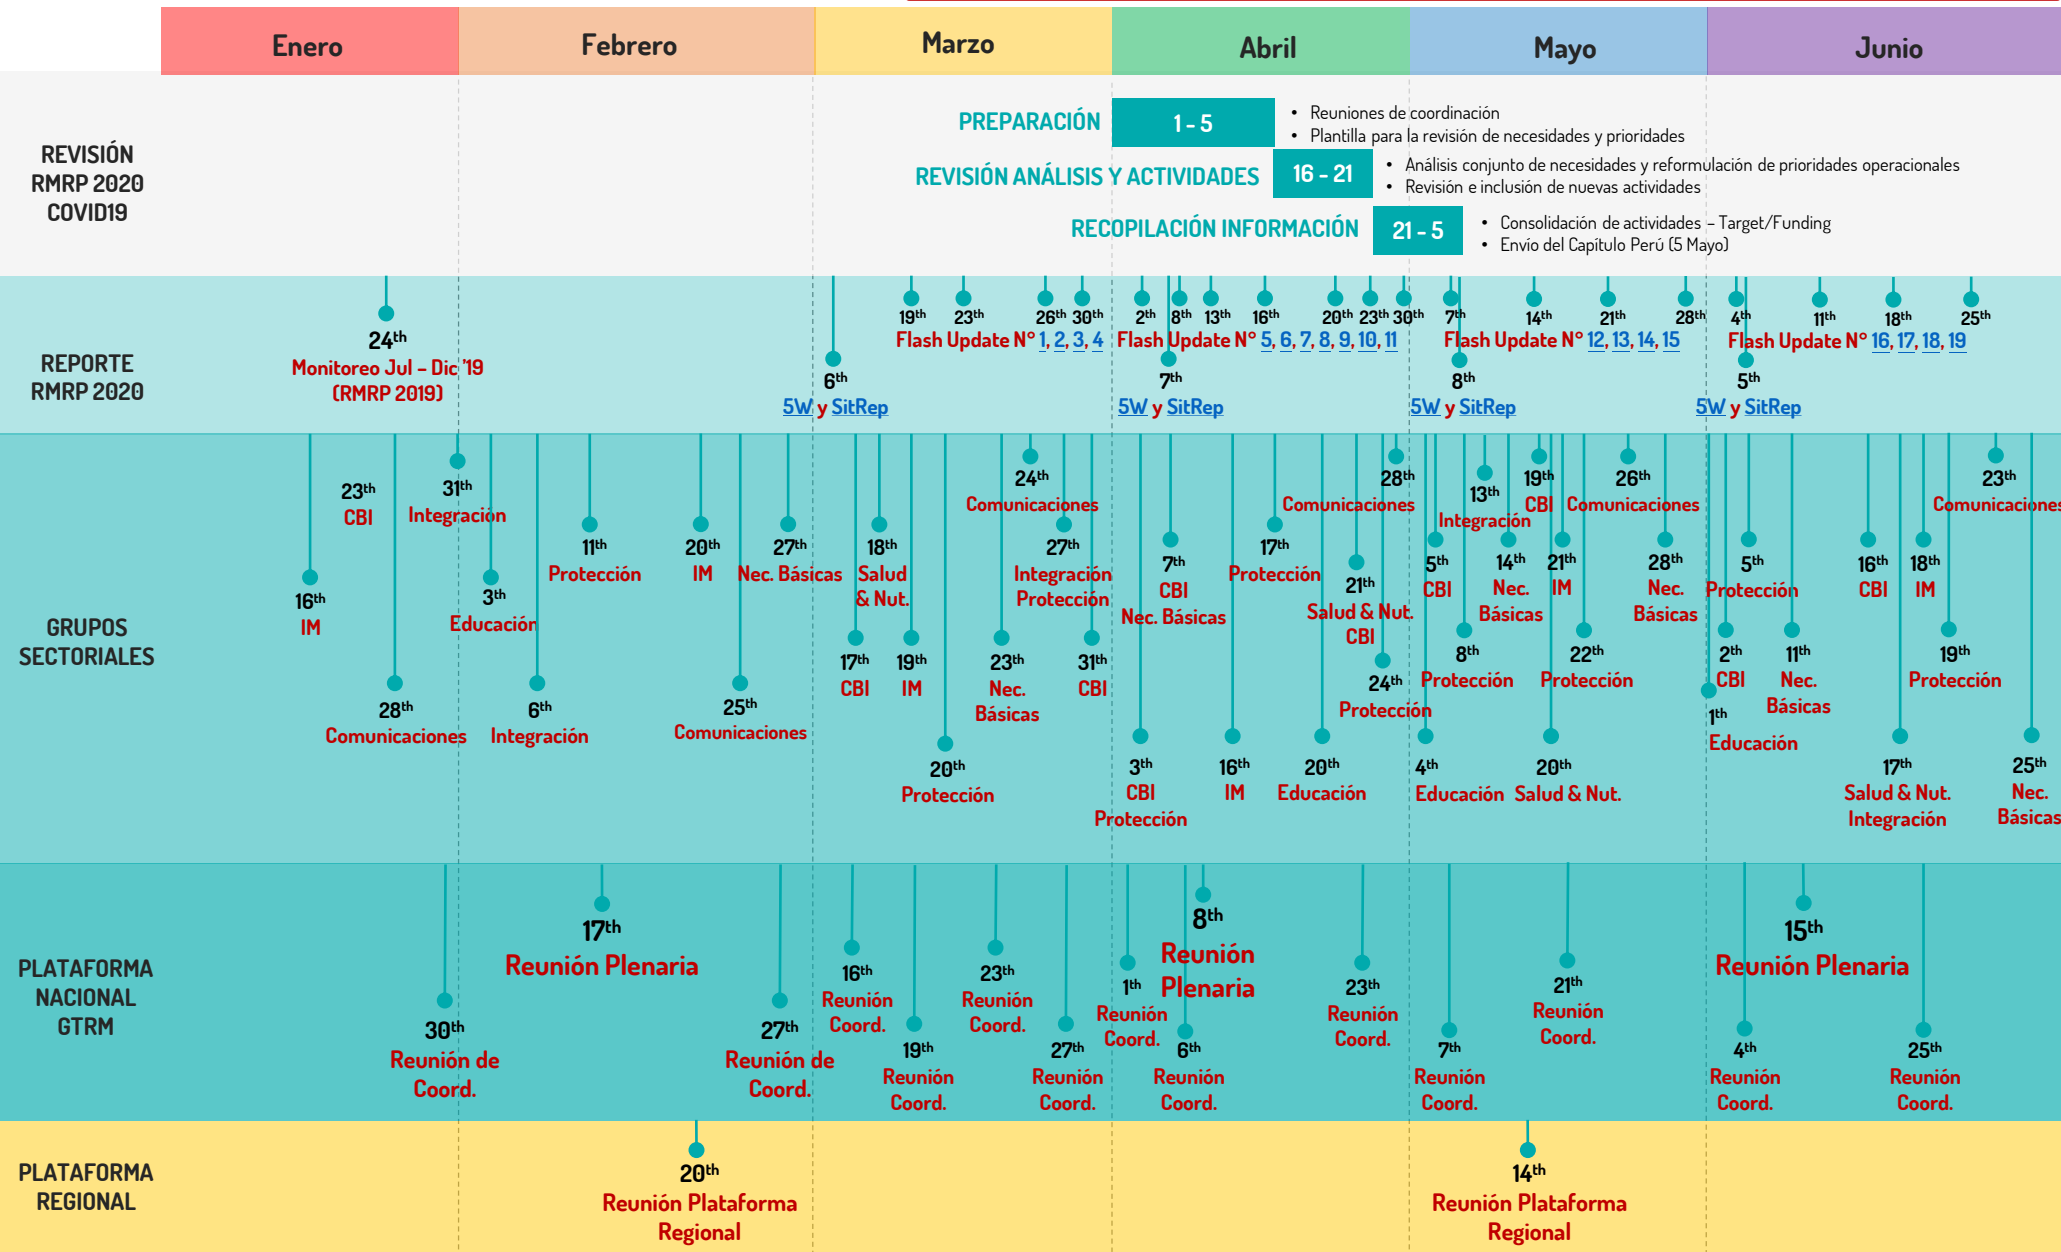 Enero
Febrero
Marzo
Abril
Mayo
Junio
REVISIÓN
RMRP 2020
COVID19
PREPARACIÓN
1 - 5
• Reuniones de coordinación
• Plantilla para la revisión de necesidades y prioridades
REVISIÓN ANÁLISIS Y ACTIVIDADES
16 - 21
• Análisis conjunto de necesidades y reformulación de prioridades operacionales
• Revisión e inclusión de nuevas actividades
RECOPILACIÓN INFORMACIÓN
21 - 5
• Consolidación de actividades – Target/Funding
• Envío del Capítulo Perú (5 Mayo)
REPORTE
RMRP 2020
24th
Monitoreo Jul – Dic '19
(RMRP 2019)
6th
5W y SitRep
19th 23th 26th 30th
Flash Update N° 1, 2, 3, 4
2th 8th 13th 16th 20th 23th 30th
Flash Update N° 5, 6, 7, 8, 9, 10, 11
7th
5W y SitRep
7th 14th 21th 28th
Flash Update N° 12, 13, 14, 15
8th
5W y SitRep
4th 11th 18th 25th
Flash Update N° 16, 17, 18, 19
5th
5W y SitRep
GRUPOS
SECTORIALES
16th
IM
23th
CBI
28th
Comunicaciones
31th
Integración
3th
Educación
6th
Integración
11th
Protección
20th
IM
25th
Comunicaciones
27th
Nec. Básicas
17th
CBI
18th
Salud
& Nut.
19th
IM
20th
Protección
23th
Nec.
Básicas
24th
Comunicaciones
27th
Integración
Protección
31th
CBI
3th
CBI
Protección
7th
CBI
Nec. Básicas
16th
IM
17th
Protección
20th
Educación
21th
Salud & Nut.
CBI
24th
Protección
28th
Comunicaciones
4th
Educación
5th
CBI
8th
Protección
13th
Integración
14th
Nec.
Básicas
19th
CBI
20th
Salud & Nut.
21th
IM
22th
Protección
26th
Comunicaciones
28th
Nec.
Básicas
1th
Educación
2th
CBI
5th
Protección
11th
Nec.
Básicas
16th
CBI
17th
Salud & Nut.
Integración
18th
IM
19th
Protección
23th
Comunicaciones
25th
Nec.
Básicas
PLATAFORMA
NACIONAL
GTRM
30th
Reunión de
Coord.
17th
Reunión Plenaria
27th
Reunión de
Coord.
16th
Reunión
Coord.
19th
Reunión
Coord.
23th
Reunión
Coord.
27th
Reunión
Coord.
1th
Reunión
Coord.
6th
Reunión
Coord.
8th
Reunión
Plenaria
23th
Reunión
Coord.
7th
Reunión
Coord.
21th
Reunión
Coord.
4th
Reunión
Coord.
15th
Reunión Plenaria
25th
Reunión
Coord.
PLATAFORMA
REGIONAL
20th
Reunión Plataforma
Regional
14th
Reunión Plataforma
Regional